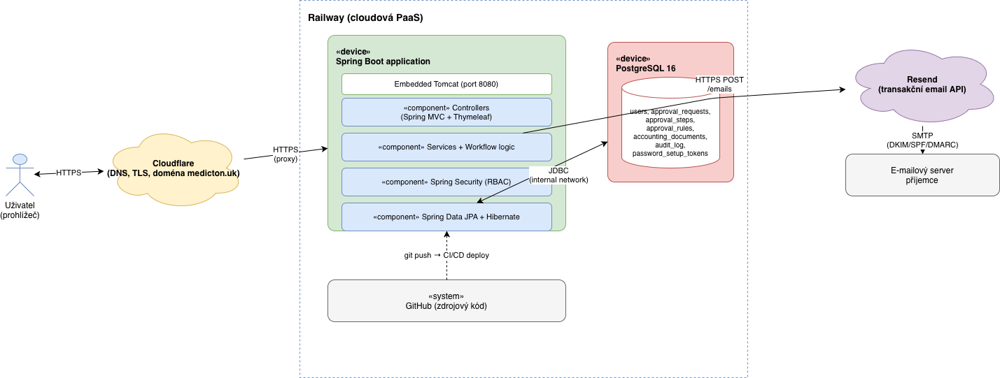 Railway (cloudová PaaS)
«device»
Spring Boot application
Embedded Tomcat (port 8080)
«component» Controllers
(Spring MVC + Thymeleaf)
«component» Services + Workflow logic
«component» Spring Security (RBAC)
«component» Spring Data JPA + Hibernate
«device»
PostgreSQL 16
users, approval_requests,
approval_steps,
approval_rules,
accounting_documents,
audit_log,
password_setup_tokens
HTTPS POST
/emails
JDBC
(internal network)
Resend
(transakční email API)
SMTP
(DKIM/SPF/DMARC)
E-mailový server
příjemce
Uživatel
(prohlížeč)
HTTPS
Cloudflare
(DNS, TLS, doména medicton.uk)
HTTPS
(proxy)
git push → CI/CD deploy
«system»
GitHub (zdrojový kód)